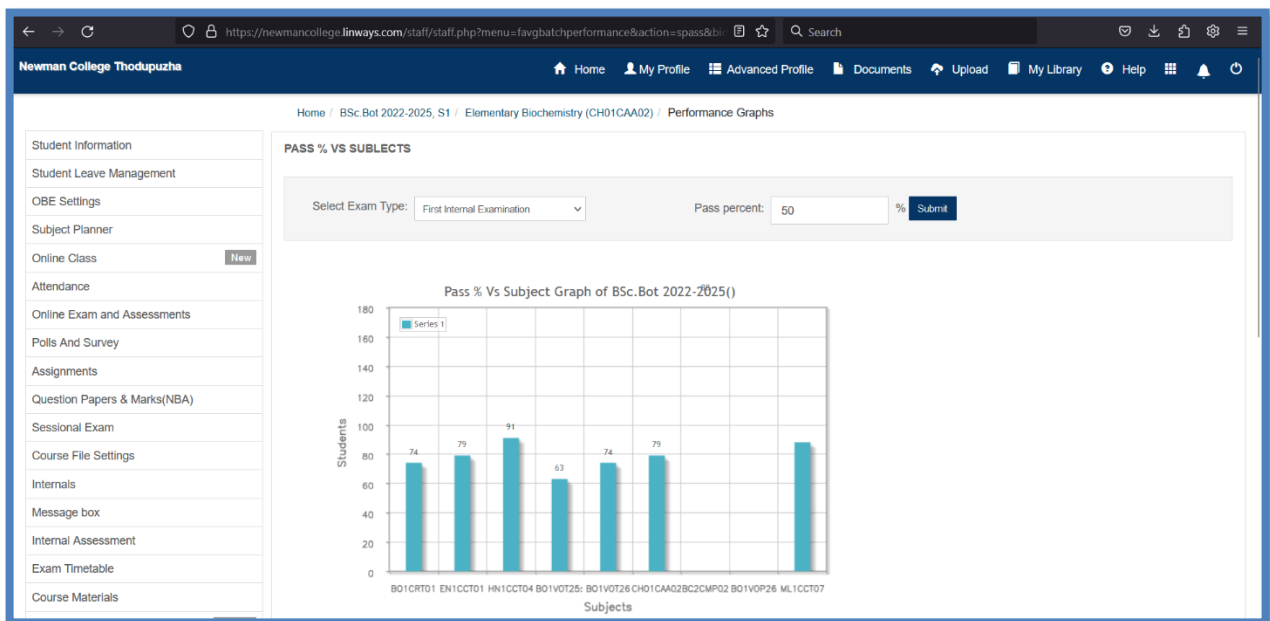 https://newmancollege.linways.com/staff/staff.php?menu=favgbatchperformance&action=spass&bi
Search
Newman College Thodupuzha
Home My Profile Advanced Profile Documents Upload My Library Help
Home / BSc.Bot 2022-2025, S1 / Elementary Biochemistry (CH01CAA02) / Performance Graphs
Student Information
Student Leave Management
OBE Settings
Subject Planner
Online Class New
Attendance
Online Exam and Assessments
Polls And Survey
Assignments
Question Papers & Marks(NBA)
Sessional Exam
Course File Settings
Internals
Message box
Internal Assessment
Exam Timetable
Course Materials
PASS % VS SUBLECTS
Select Exam Type: First Internal Examination Pass percent: 50 % Submit
Pass % Vs Subject Graph of BSc.Bot 2022-2025()
Series 1
180
160
140
120
100
80
60
40
20
0
Students
74
79
91
63
74
79
BO1CRT01 EN1CCT01 HN1CCT04 BO1VOT25: BO1VOT26 CH01CAA02 BC2CMP02 BO1VOP26 ML1CCT07
Subjects